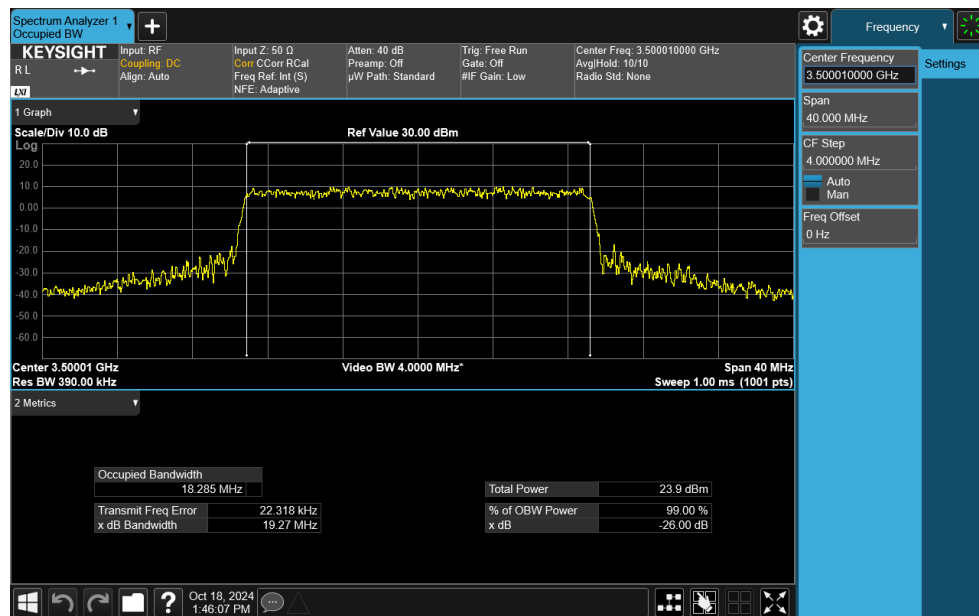 Spectrum Analyzer 1
Occupied BW
+
Frequency
KEYSIGHT
R L
LXI
Input: RF
Coupling: DC
Align: Auto
Input Z: 50 Ω
Corr CCorr RCal
Freq Ref: Int (S)
NFE: Adaptive
Atten: 40 dB
Preamp: Off
µW Path: Standard
Trig: Free Run
Gate: Off
#IF Gain: Low
Center Freq: 3.500010000 GHz
Avg|Hold: 10/10
Radio Std: None
Center Frequency
3.500010000 GHz
Settings
Span
40.000 MHz
CF Step
4.000000 MHz
Auto
Man
Freq Offset
0 Hz
1 Graph
Scale/Div 10.0 dB
Ref Value 30.00 dBm
Log
20.0
10.0
0.00
-10.0
-20.0
-30.0
-40.0
-50.0
-60.0
Center 3.50001 GHz
Video BW 4.0000 MHz*
Span 40 MHz
Res BW 390.00 kHz
Sweep 1.00 ms (1001 pts)
2 Metrics
Occupied Bandwidth
18.285 MHz
Total Power 23.9 dBm
Transmit Freq Error 22.318 kHz
% of OBW Power 99.00 %
x dB Bandwidth 19.27 MHz
x dB -26.00 dB
?
Oct 18, 2024
1:46:07 PM